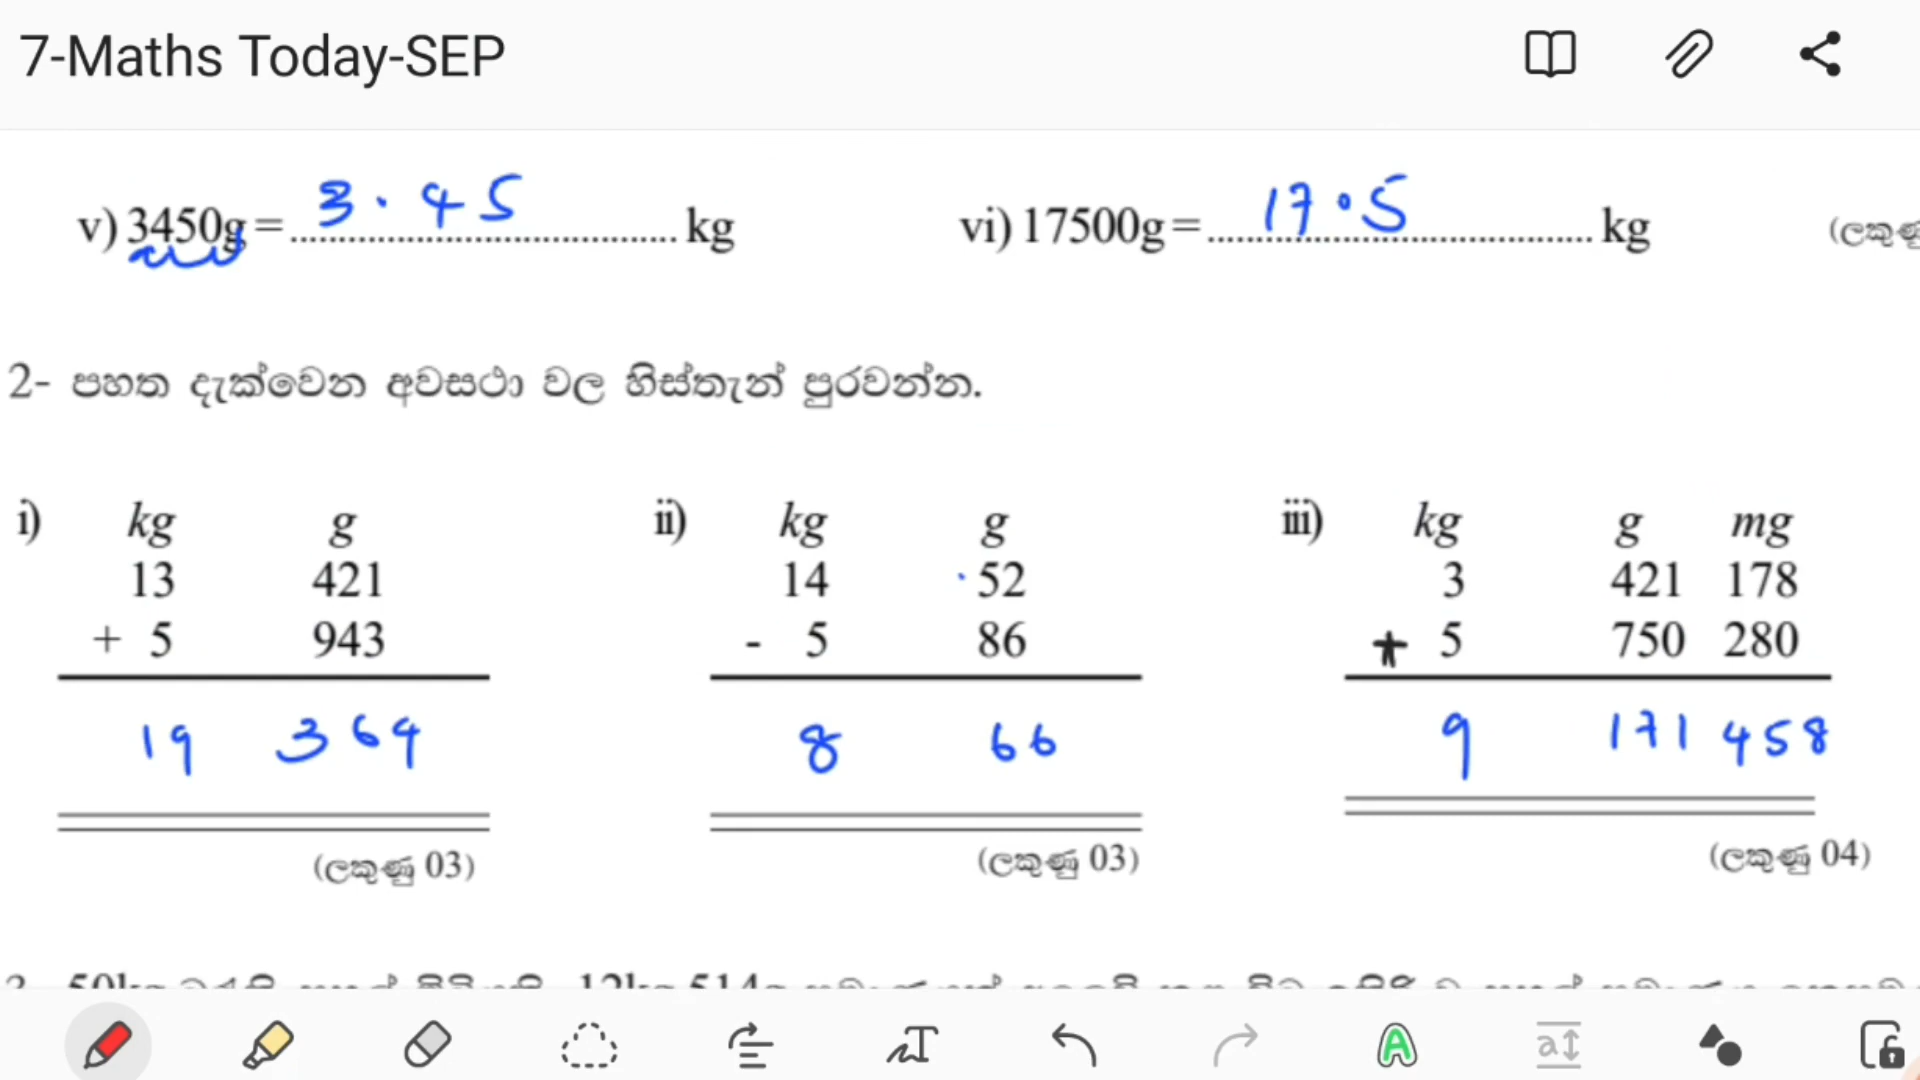 7-Maths Today-SEP
v) 3450g = 3.45 kg vi) 17500g = 17.5 kg (ලකුණු
2- පහත දැක්වෙන අවසථා වල හිස්තැන් පුරවන්න.
i) kg g ii) kg g iii) kg g mg
13 421 14 52 3 421 178
+ 5 943 - 5 86 + 5 750 280
19 364 8 66 9 171 458
(ලකුණු 03) (ලකුණු 03) (ලකුණු 04)